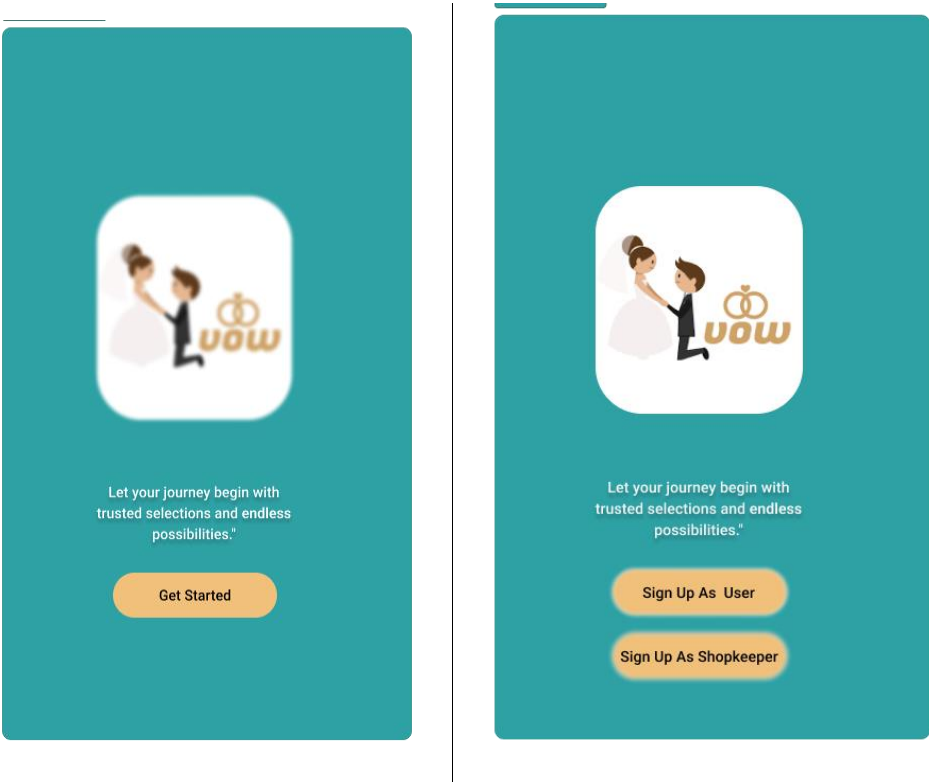 vow
Let your journey begin with
trusted selections and endless
possibilities."
Get Started
vow
Let your journey begin with
trusted selections and endless
possibilities."
Sign Up As  User
Sign Up As Shopkeeper